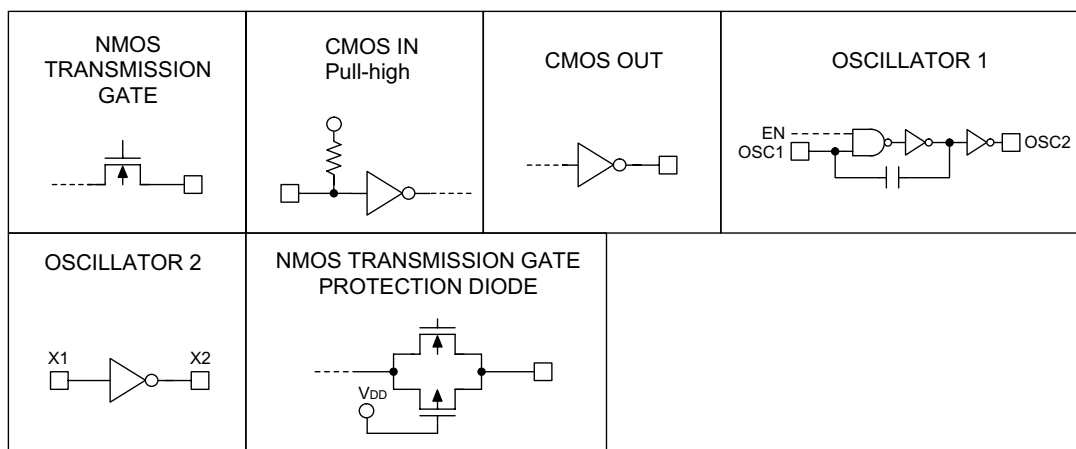 NMOS
TRANSMISSION
GATE
CMOS IN
Pull-high
CMOS OUT
OSCILLATOR 1
EN
OSC1
OSC2
OSCILLATOR 2
X1
X2
NMOS TRANSMISSION GATE
PROTECTION DIODE
VDD